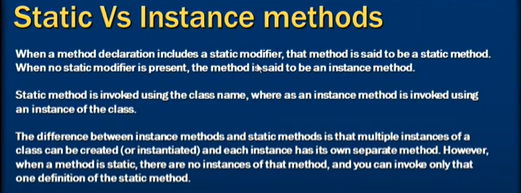 Static Vs Instance methods
When a method declaration includes a static modifier, that method is said to be a static method.
When no static modifier is present, the method is said to be an instance method.
Static method is invoked using the class name, where as an instance method is invoked using
an instance of the class.
The difference between instance methods and static methods is that multiple instances of a
class can be created (or instantiated) and each instance has its own separate method. However,
when a method is static, there are no instances of that method, and you can invoke only that
one definition of the static method.